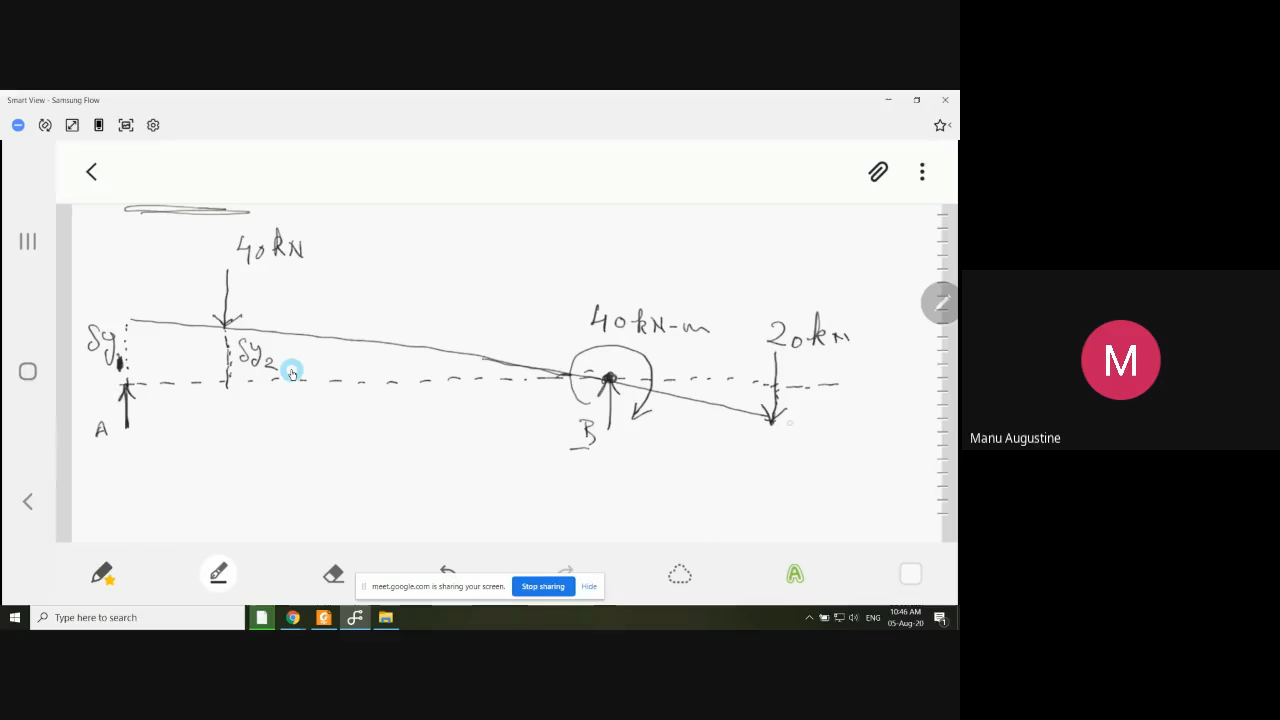 Smart View - Samsung Flow
40kN
δy1
δy2
40kN-m
20kN
A
B
M
Manu Augustine
A
meet.google.com is sharing your screen. Stop sharing Hide
Type here to search
ENG
10:46 AM
05-Aug-20
1